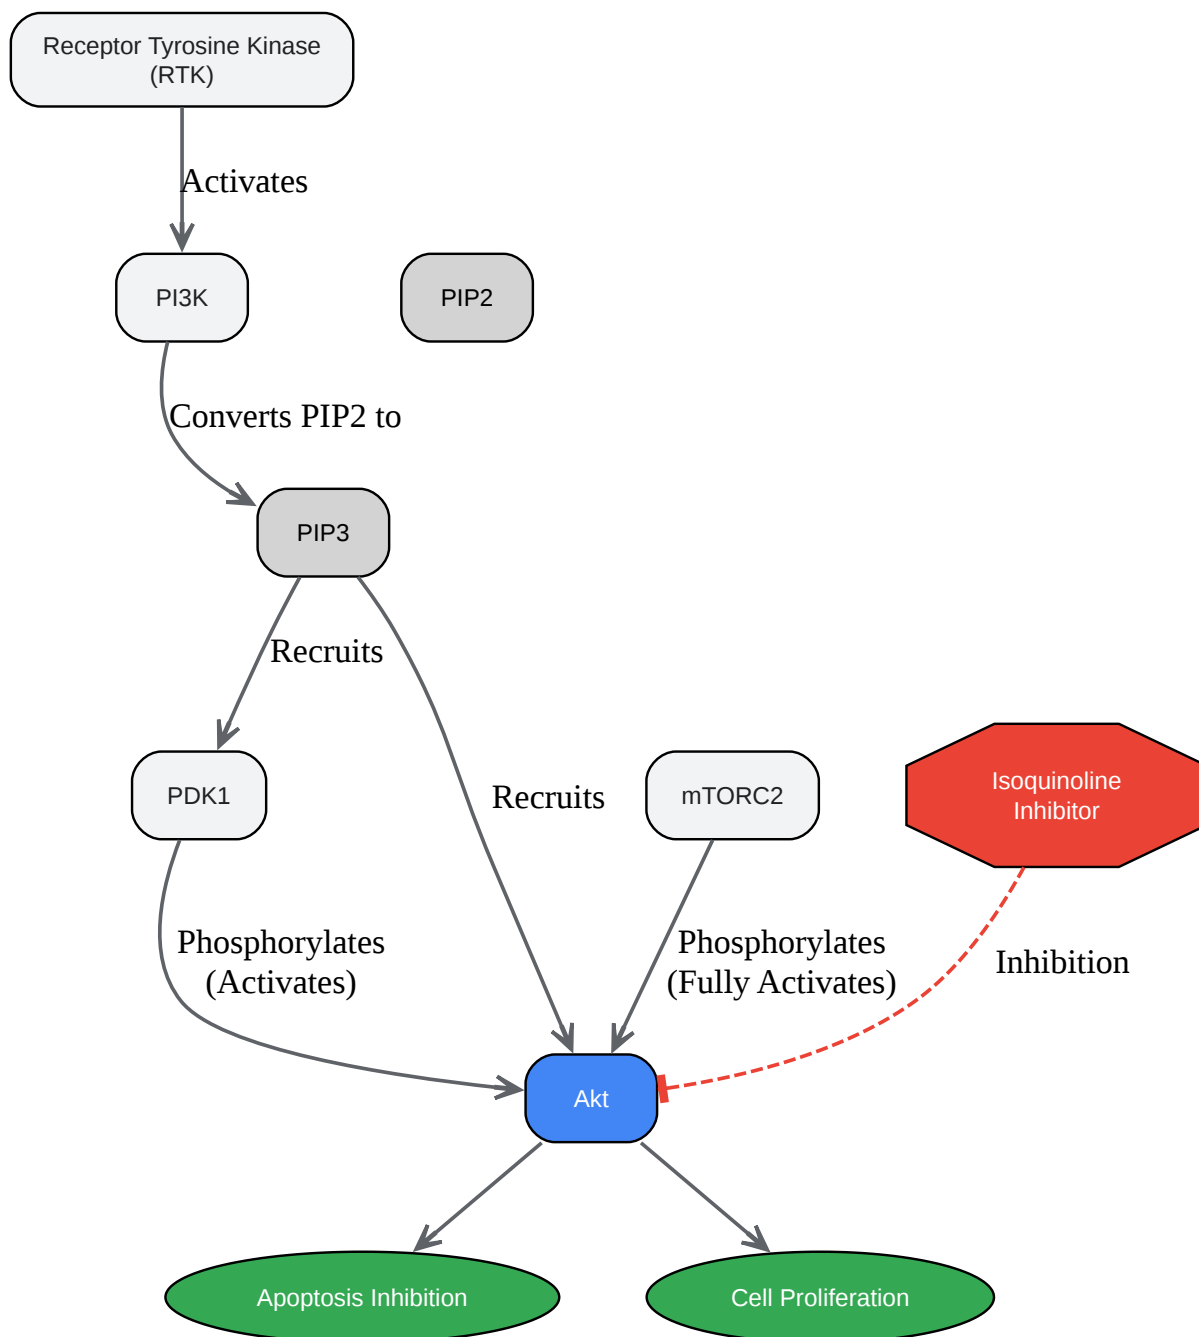 Receptor Tyrosine Kinase
(RTK)
Activates
PI3K
PIP2
Converts PIP2 to
PIP3
Recruits
PDK1
Recruits
mTORC2
Isoquinoline
Inhibitor
Phosphorylates
(Activates)
Phosphorylates
(Fully Activates)
Inhibition
Akt
Apoptosis Inhibition
Cell Proliferation